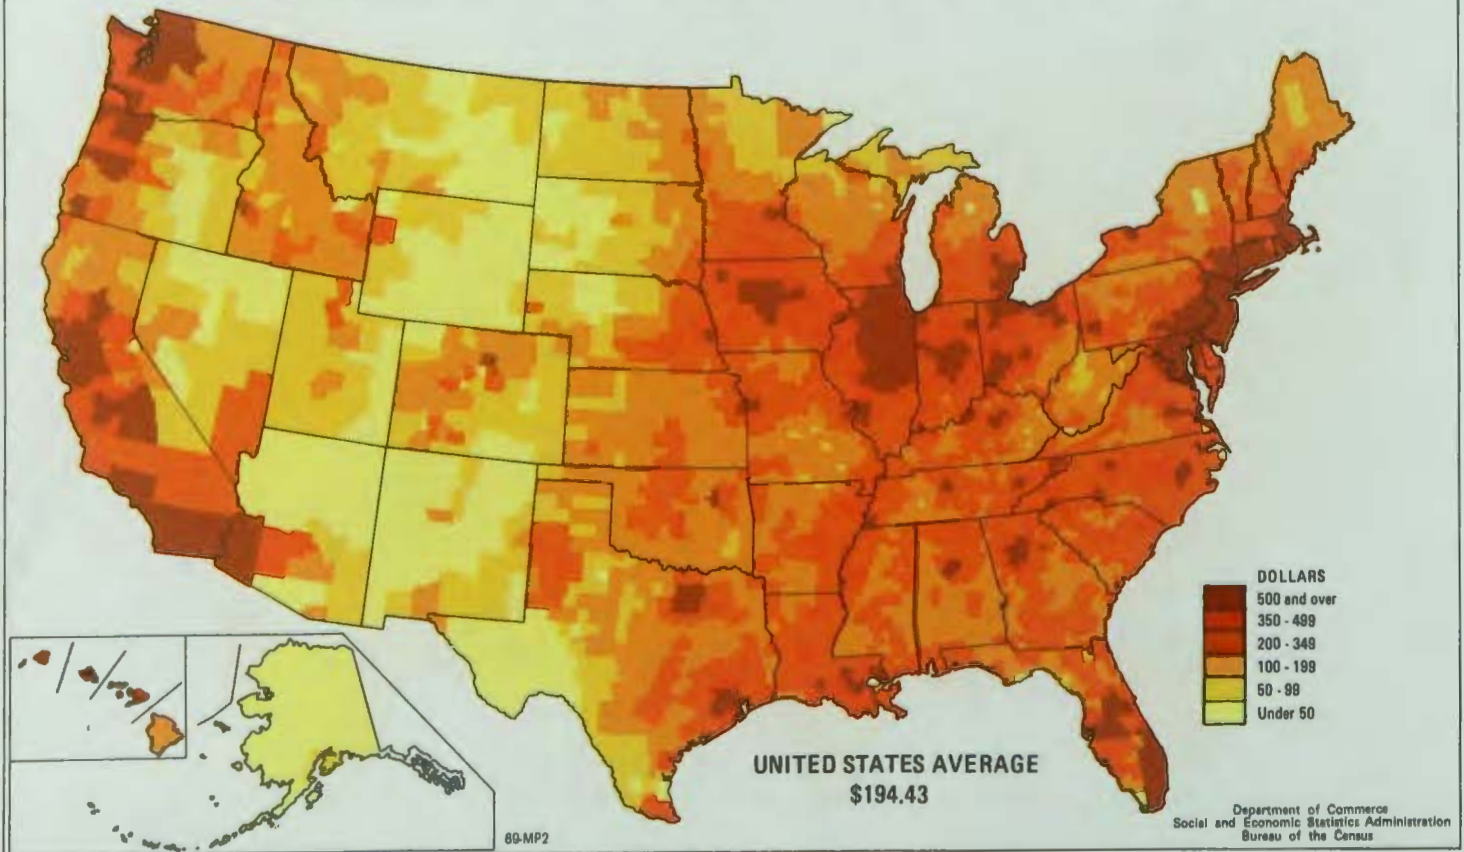 DOLLARS
500 and over
350 - 499
200 - 349
100 - 199
50 - 99
Under 50
UNITED STATES AVERAGE
$194.43
69-MP2
Department of Commerce
Social and Economic Statistics Administration
Bureau of the Census